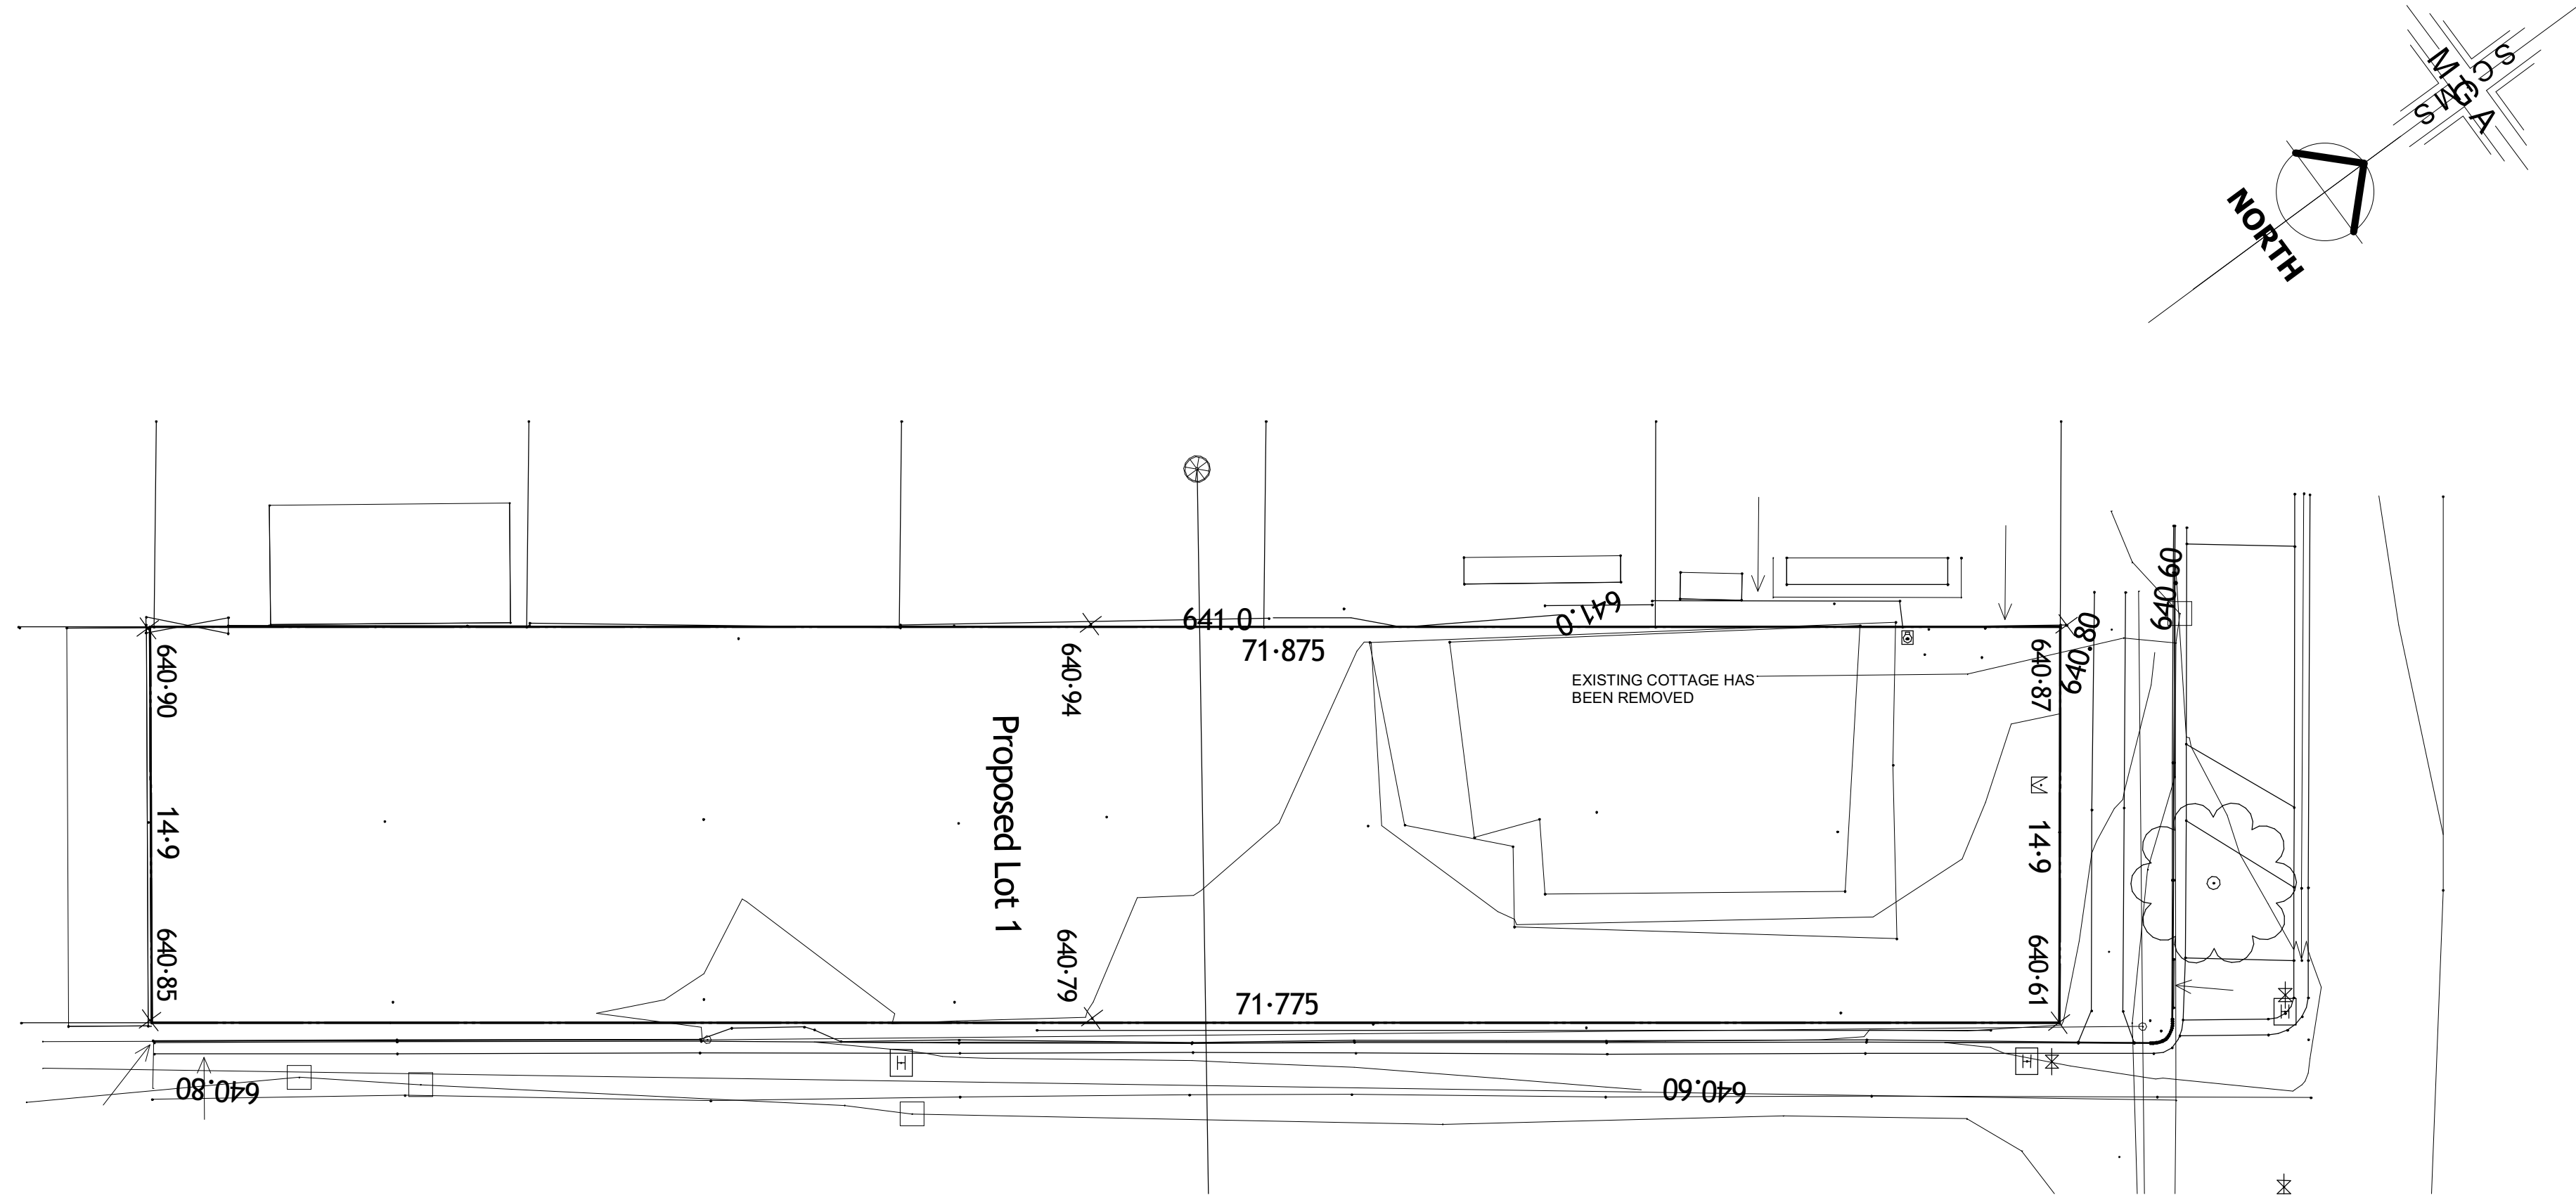 MGA
SCMS
NORTH
641.0
641.0
71·875
640·90
640·94
EXISTING COTTAGE HAS
BEEN REMOVED
640·87
640.80
640.60
Proposed Lot 1
14·9
M
14·9
640·85
640·79
71·775
640·61
H
H
H
640.80
640.60